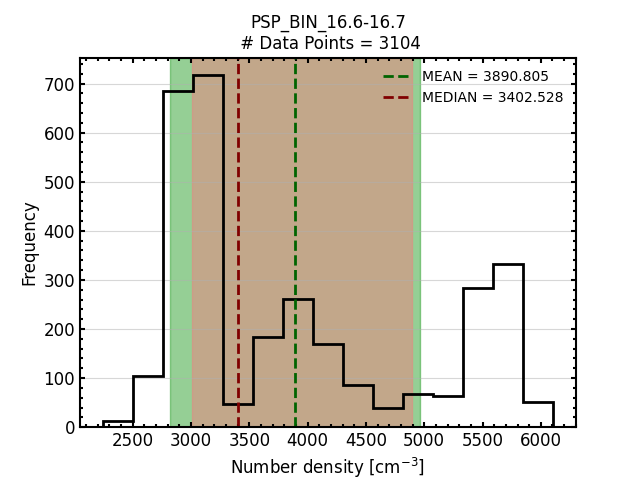 PSP_BIN_16.6-16.7
# Data Points = 3104
MEAN = 3890.805
MEDIAN = 3402.528
Frequency
700
600
500
400
300
200
100
0
2500 3000 3500 4000 4500 5000 5500 6000
Number density [cm⁻³]